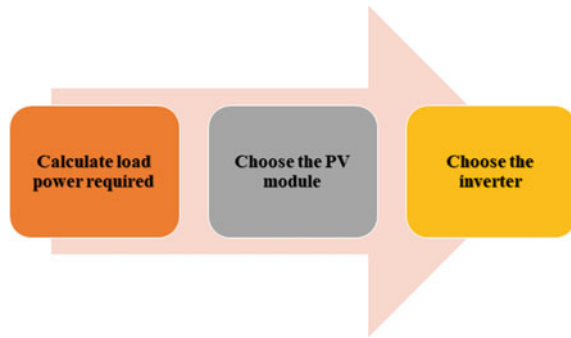 Calculate load
power required
Choose the PV
module
Choose the
inverter